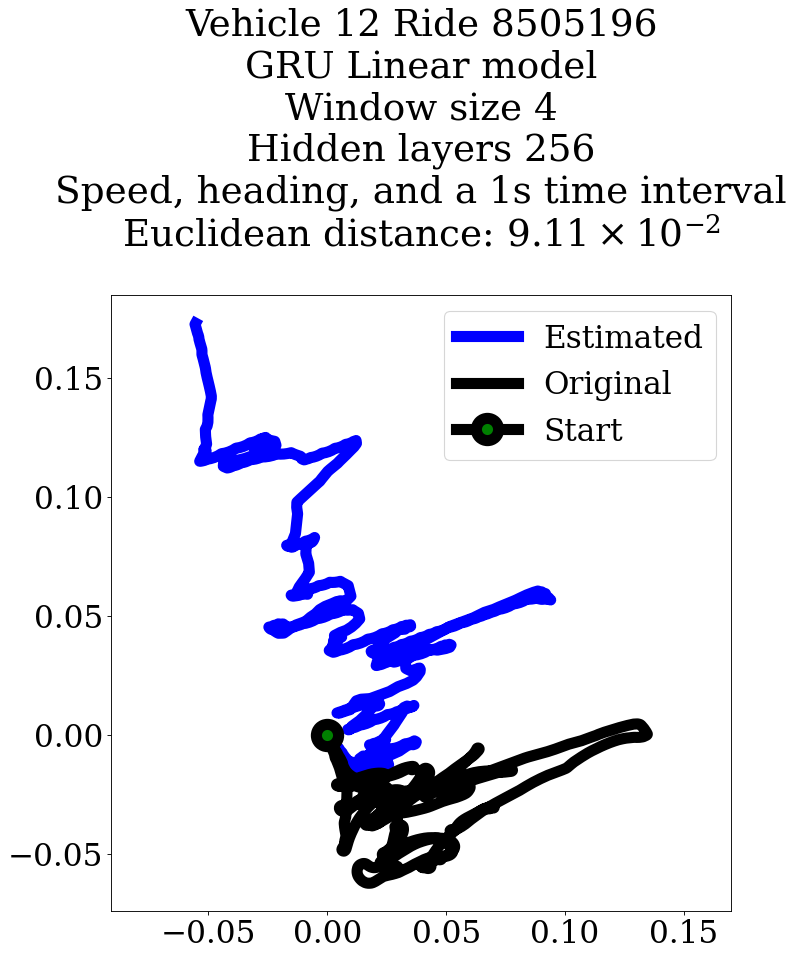 Vehicle 12 Ride 8505196
GRU Linear model
Window size 4
Hidden layers 256
Speed, heading, and a 1s time interval
Euclidean distance: 9.11 × 10⁻²
Estimated
Original
Start
0.15
0.10
0.05
0.00
−0.05
−0.05 0.00 0.05 0.10 0.15